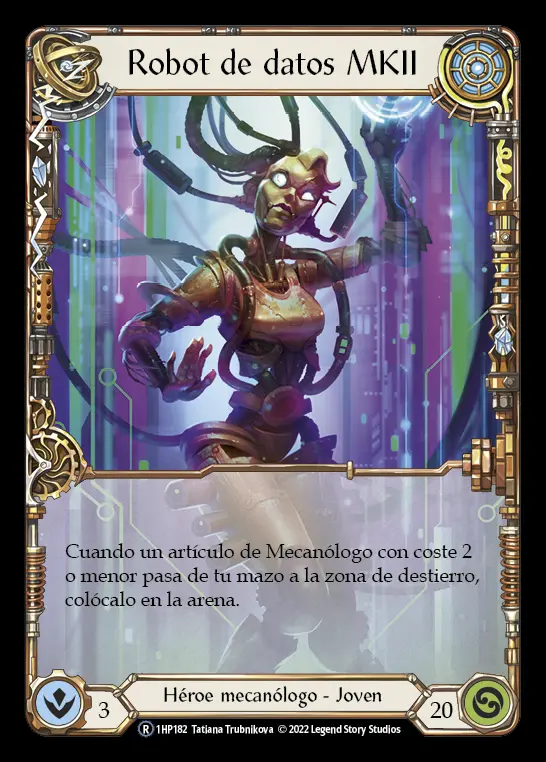 Robot de datos MKII
Cuando un artículo de Mecanólogo con coste 2
o menor pasa de tu mazo a la zona de destierro,
colócalo en la arena.
3
Héroe mecanólogo - Joven
20
R 1HP182 Tatiana Trubnikova © 2022 Legend Story Studios